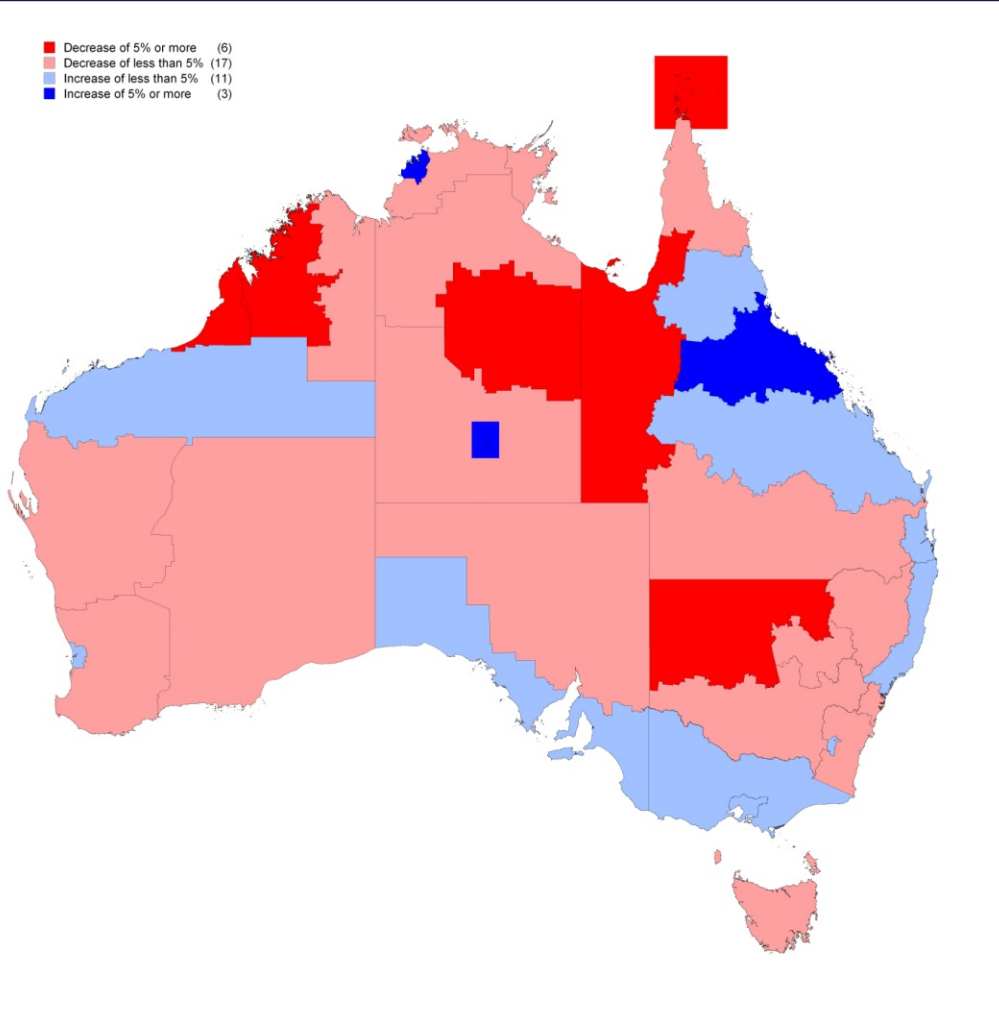 Decrease of 5% or more (6)
Decrease of less than 5% (17)
Increase of less than 5% (11)
Increase of 5% or more (3)